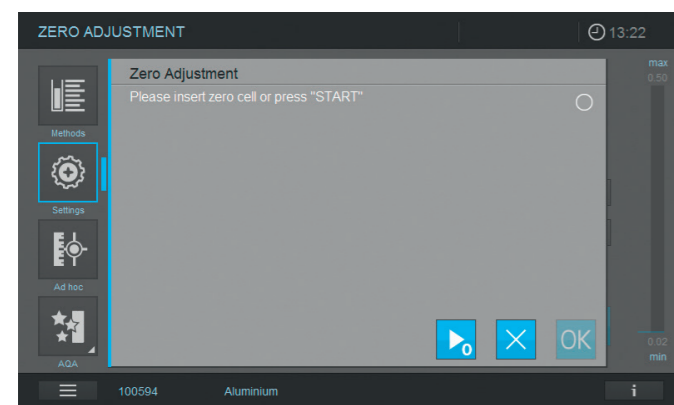 ZERO ADJUSTMENT
13:22
Zero Adjustment
Please insert zero cell or press "START"
max
0.50
Methods
Settings
Ad hoc
AQA
0
OK
0.02
min
100594 Aluminium
i